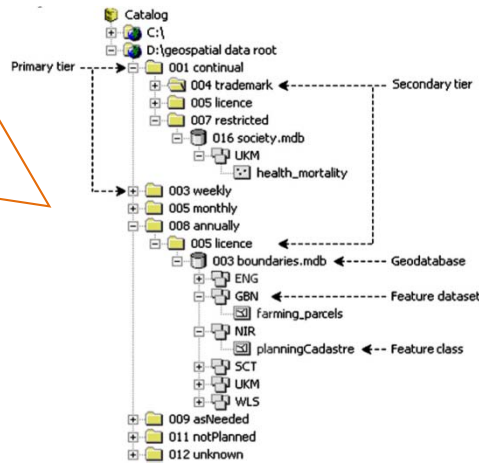 Catalog
C:\
D:\geospatial data root
Primary tier
001 continual
004 trademark
Secondary tier
005 licence
007 restricted
016 society.mdb
UKM
health_mortality
003 weekly
005 monthly
008 annually
005 licence
003 boundaries.mdb
Geodatabase
ENG
GBN
Feature dataset
farming_parcels
NIR
planningCadastre
Feature class
SCT
UKM
WLS
009 asNeeded
011 notPlanned
012 unknown